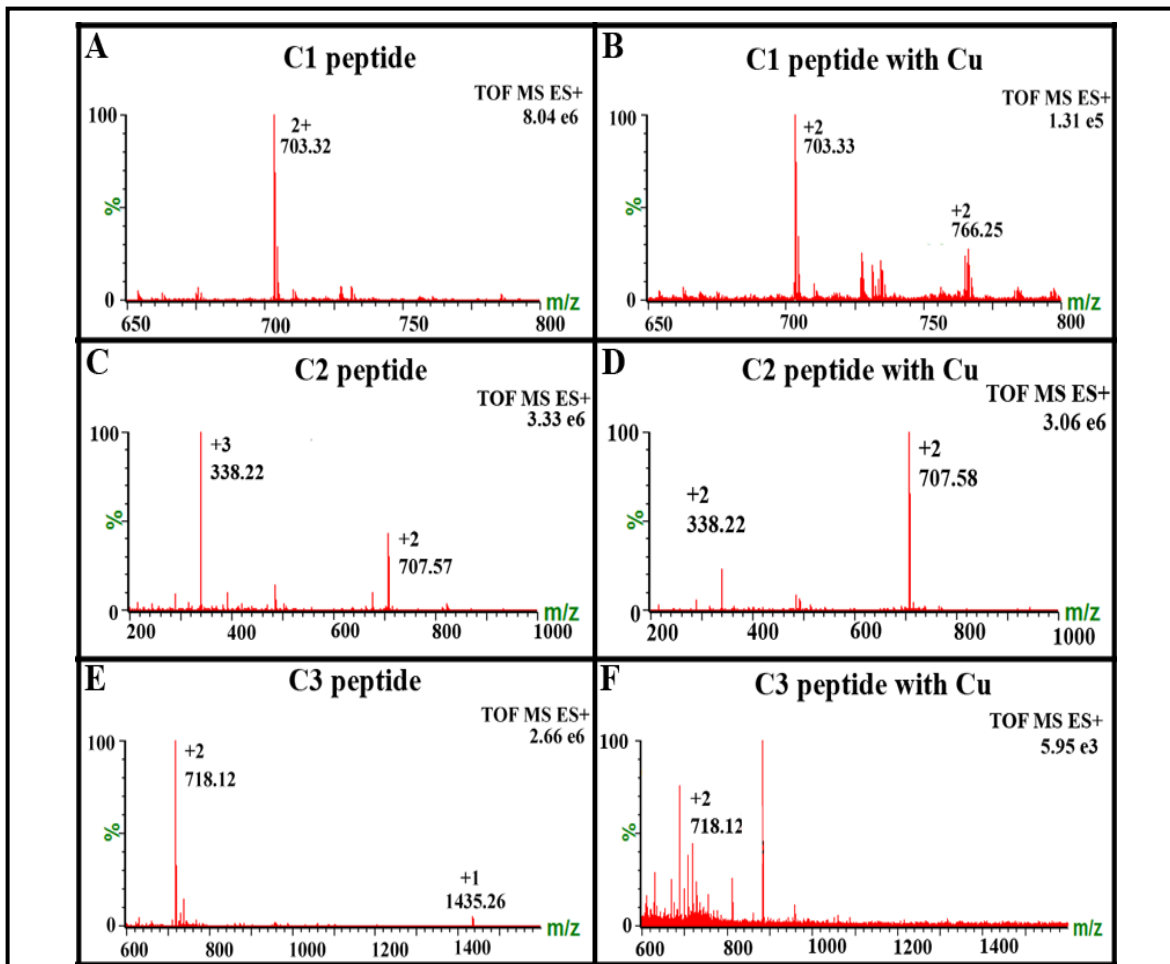 A
C1 peptide
TOF MS ES+
8.04 e6
100
2+
703.32
%
0
m/z
650
700
750
800
B
C1 peptide with Cu
TOF MS ES+
1.31 e5
100
+2
703.33
+2
766.25
%
0
m/z
650
700
750
800
C
C2 peptide
TOF MS ES+
3.33 e6
100
+3
338.22
+2
707.57
%
0
m/z
200
400
600
800
1000
D
C2 peptide with Cu
TOF MS ES+
3.06 e6
100
+2
707.58
+2
338.22
%
0
m/z
200
400
600
800
1000
E
C3 peptide
TOF MS ES+
2.66 e6
100
+2
718.12
%
+1
1435.26
0
m/z
600
800
1000
1200
1400
F
C3 peptide with Cu
TOF MS ES+
5.95 e3
100
+2
718.12
%
0
m/z
600
800
1000
1200
1400